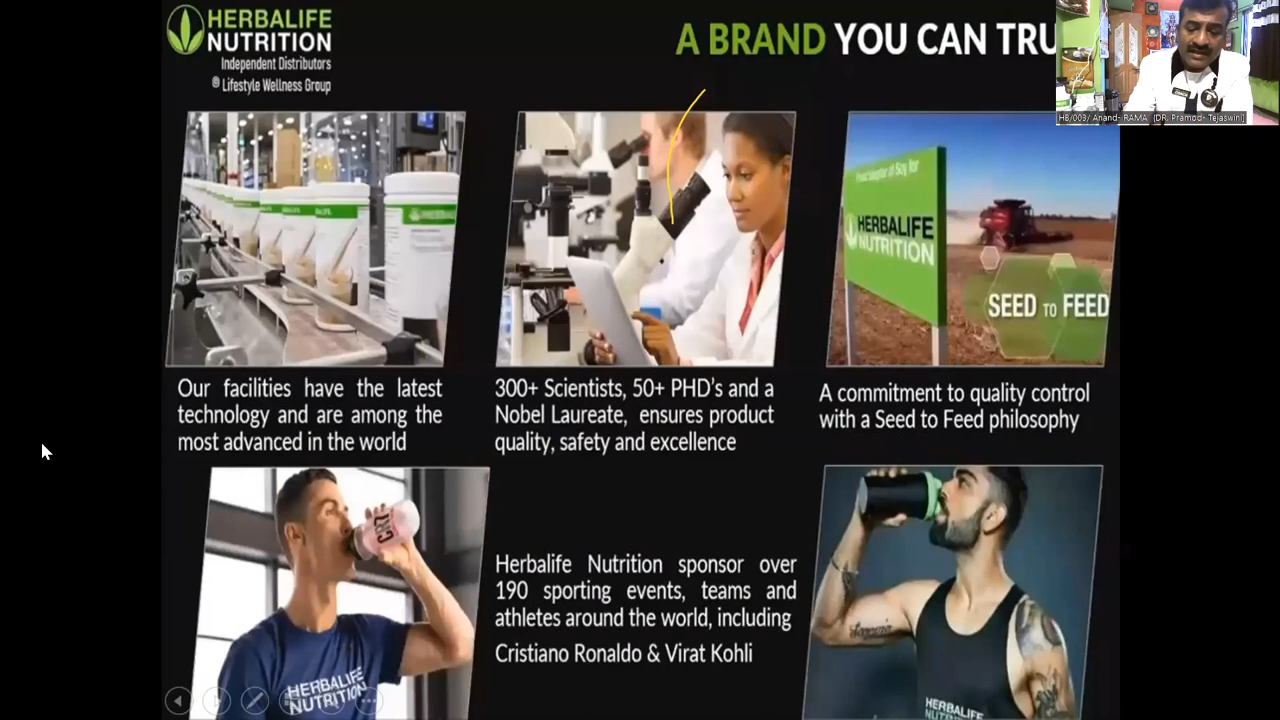 HERBALIFE
NUTRITION
Independent Distributors
@ Lifestyle Wellness Group
A BRAND YOU CAN TRU
HB/003/ Anand- RAMA (DR. Pramod- Tejaswini)
HERBALIFE
NUTRITION
SEED TO FEED
Our facilities have the latest
technology and are among the
most advanced in the world
300+ Scientists, 50+ PHD's and a
Nobel Laureate, ensures product
quality, safety and excellence
A commitment to quality control
with a Seed to Feed philosophy
CR7
HERBALIFE
NUTRITION
Herbalife Nutrition sponsor over
190 sporting events, teams and
athletes around the world, including
Cristiano Ronaldo & Virat Kohli
HERBALIFE
NUTRITION